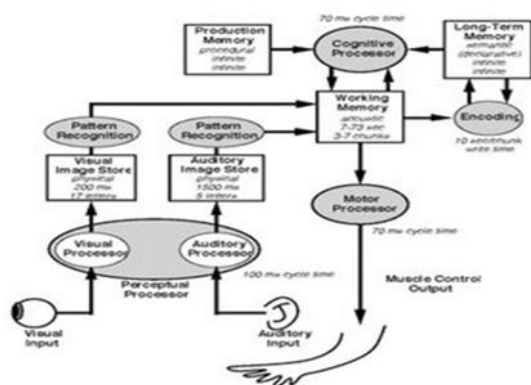 70 ms cycle time
Production
Memory
procedural
infinite
infinite
Cognitive
Processor
Long-Term
Memory
semantic
(declarative)
infinite
infinite
Working
Memory
acoustic
7-73 sec
3-7 chunks
Encoding
10 sec/chunk
write time
Pattern
Recognition
Pattern
Recognition
Visual
Image Store
physical
200 ms
17 letters
Auditory
Image Store
physical
1500 ms
5 letters
Motor
Processor
70 ms cycle time
Visual
Processor
Auditory
Processor
100 ms cycle time
Perceptual
Processor
Muscle Control
Output
Visual
Input
Auditory
Input